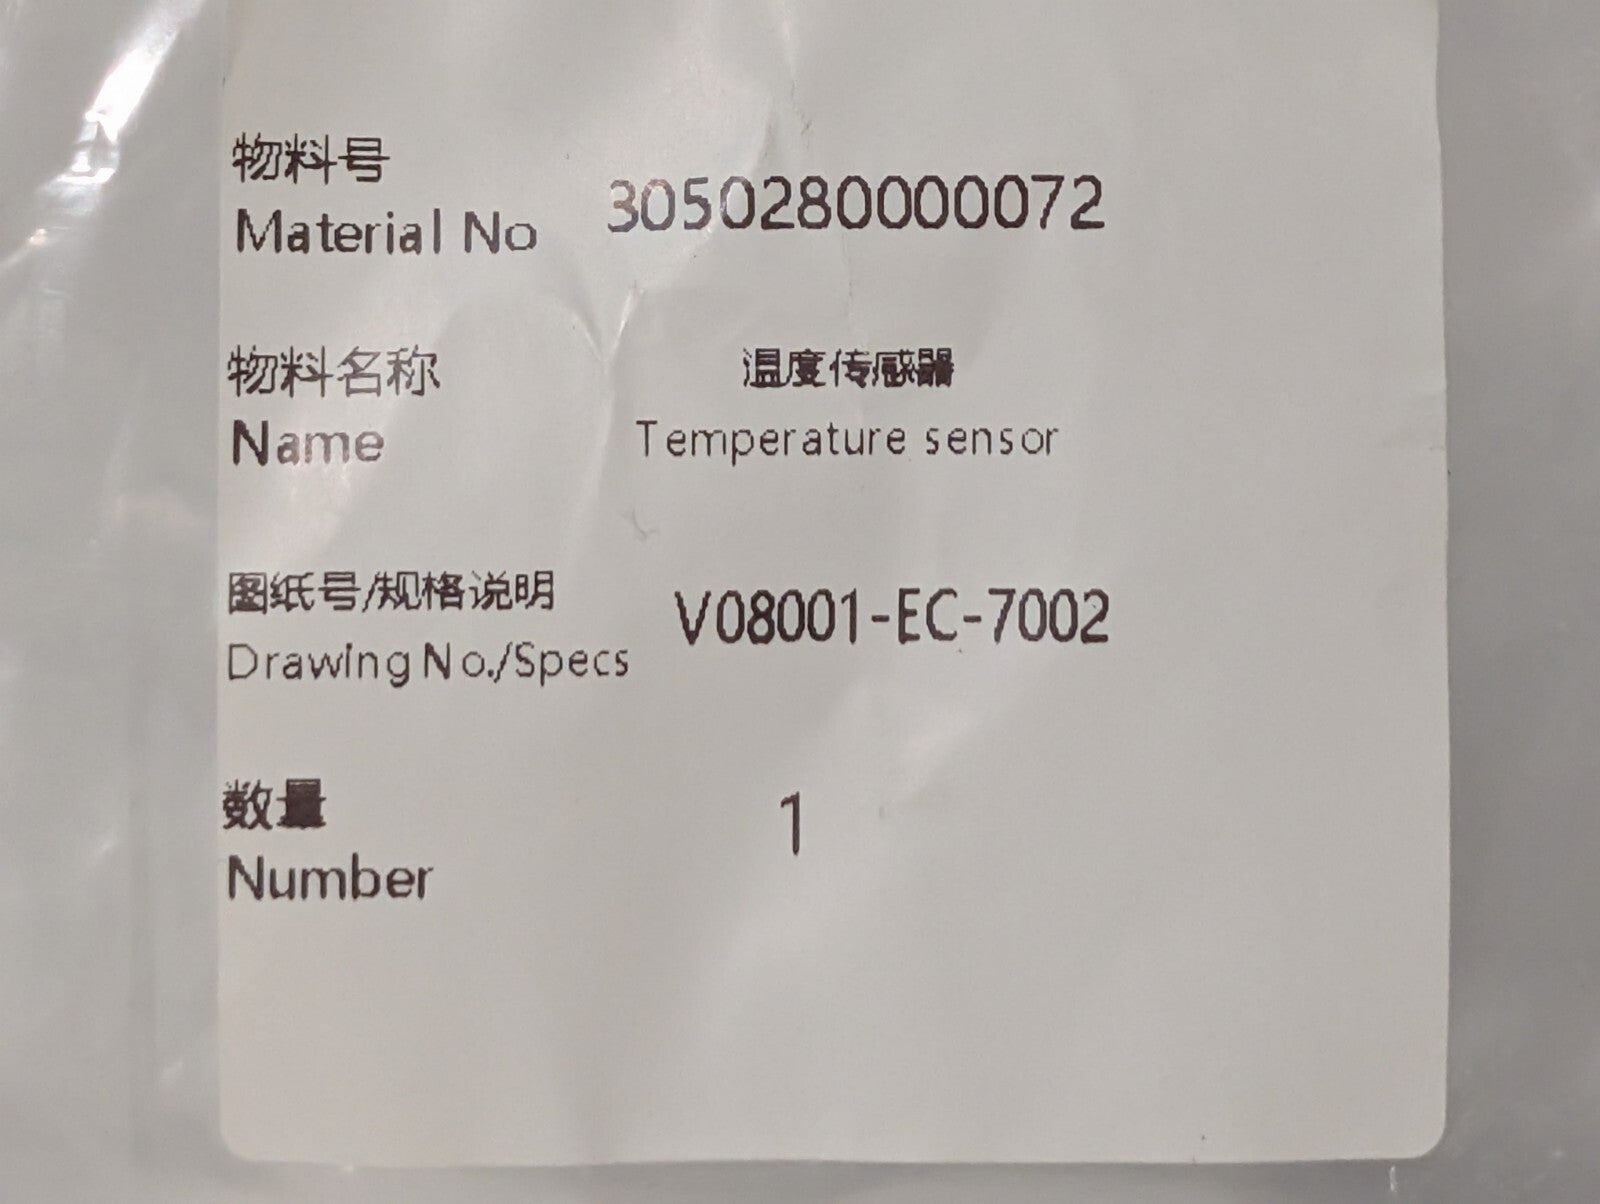 物料号
Material No 3050280000072
物料名称 温度传感器
Name Temperature sensor
图纸号/规格说明 V08001-EC-7002
Drawing No./Specs
数量 1
Number